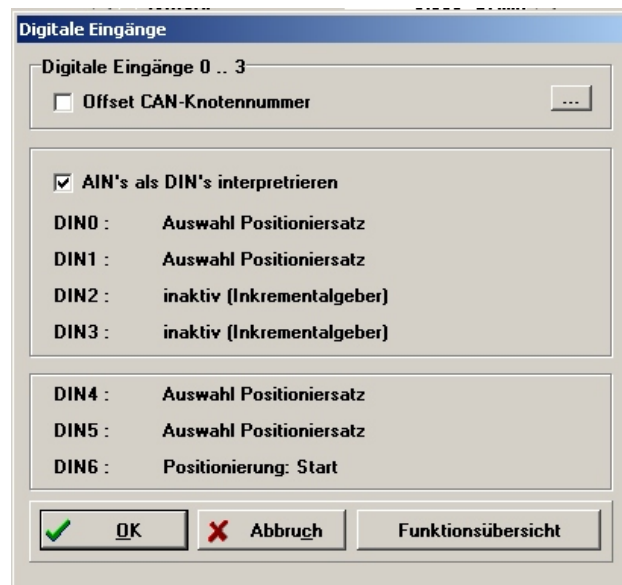 Digitale Eingänge
Digitale Eingänge 0 .. 3
Offset CAN-Knotennummer
...
AIN's als DIN's interpretieren
DIN0 : Auswahl Positioniersatz
DIN1 : Auswahl Positioniersatz
DIN2 : inaktiv (Inkrementalgeber)
DIN3 : inaktiv (Inkrementalgeber)
DIN4 : Auswahl Positioniersatz
DIN5 : Auswahl Positioniersatz
DIN6 : Positionierung: Start
OK
Abbruch
Funktionsübersicht